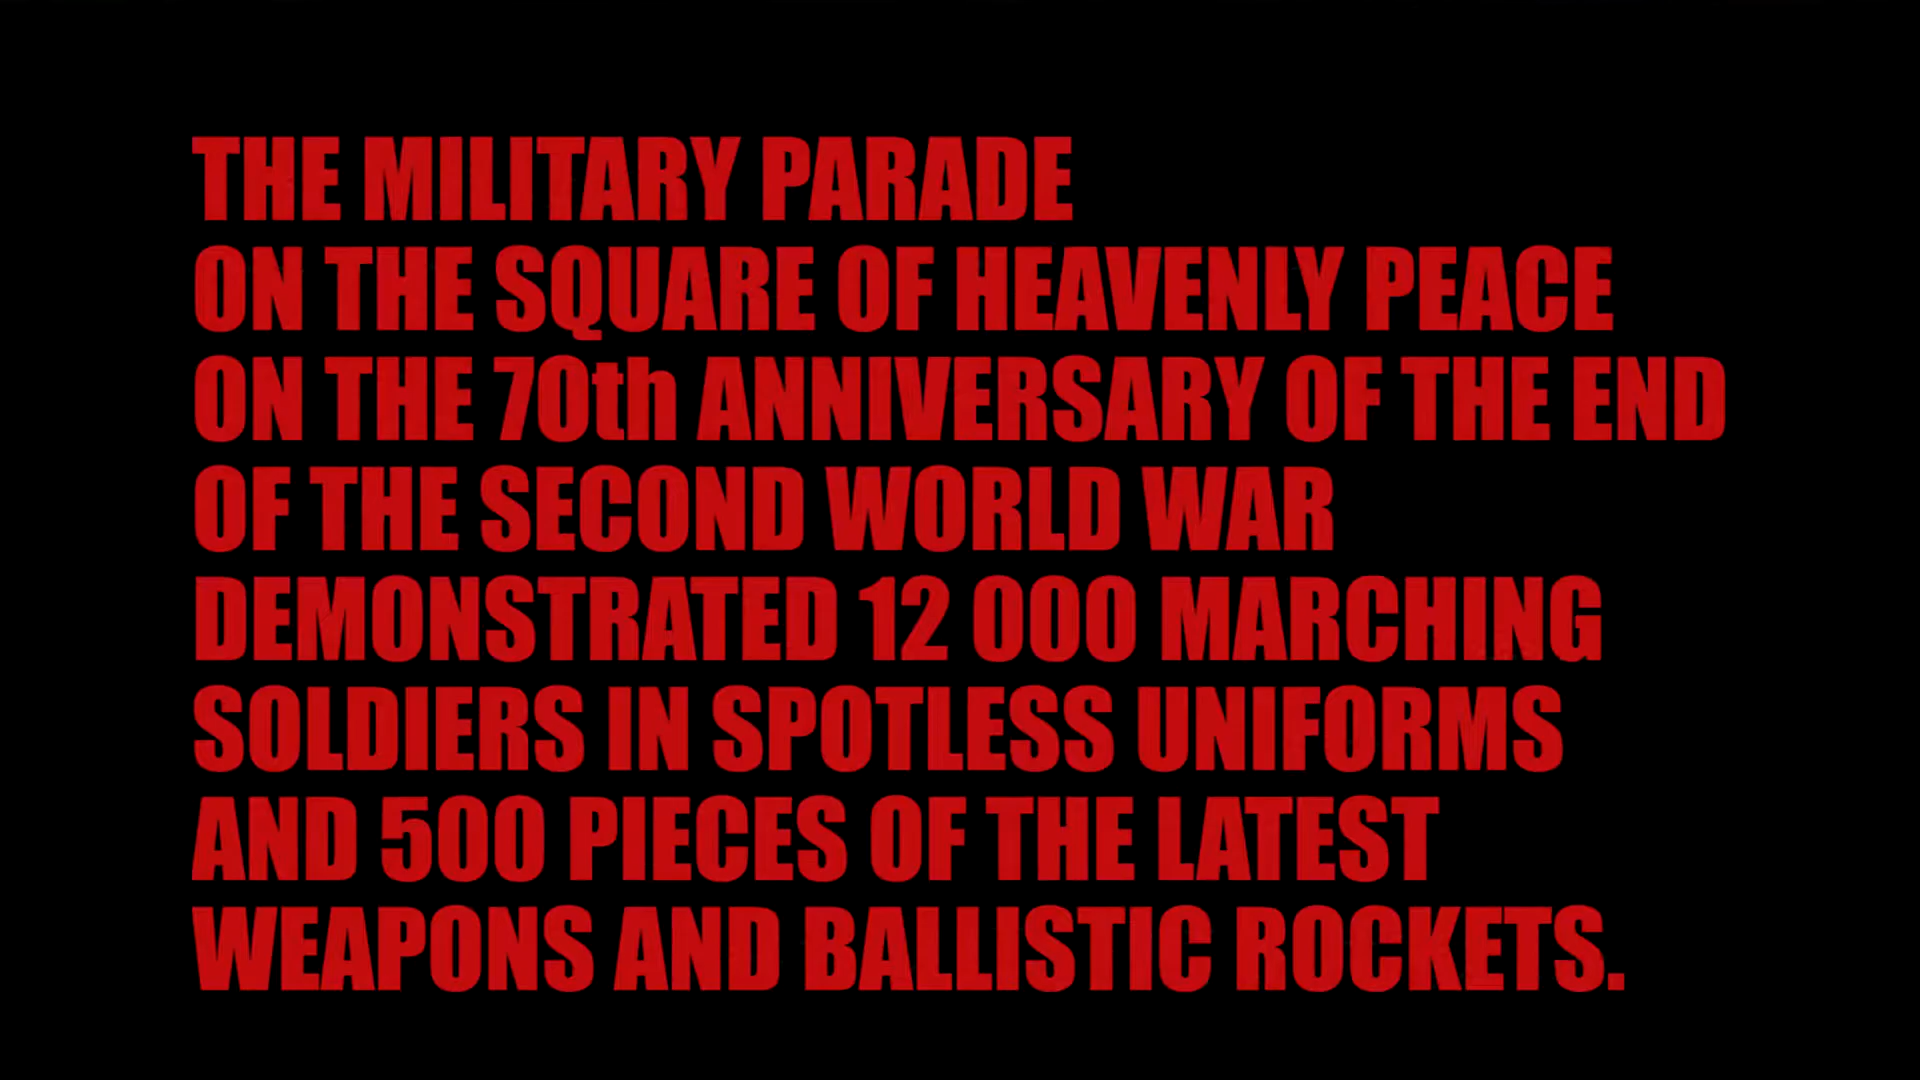 THE MILITARY PARADE
ON THE SQUARE OF HEAVENLY PEACE
ON THE 70th ANNIVERSARY OF THE END
OF THE SECOND WORLD WAR
DEMONSTRATED 12 000 MARCHING
SOLDIERS IN SPOTLESS UNIFORMS
AND 500 PIECES OF THE LATEST
WEAPONS AND BALLISTIC ROCKETS.